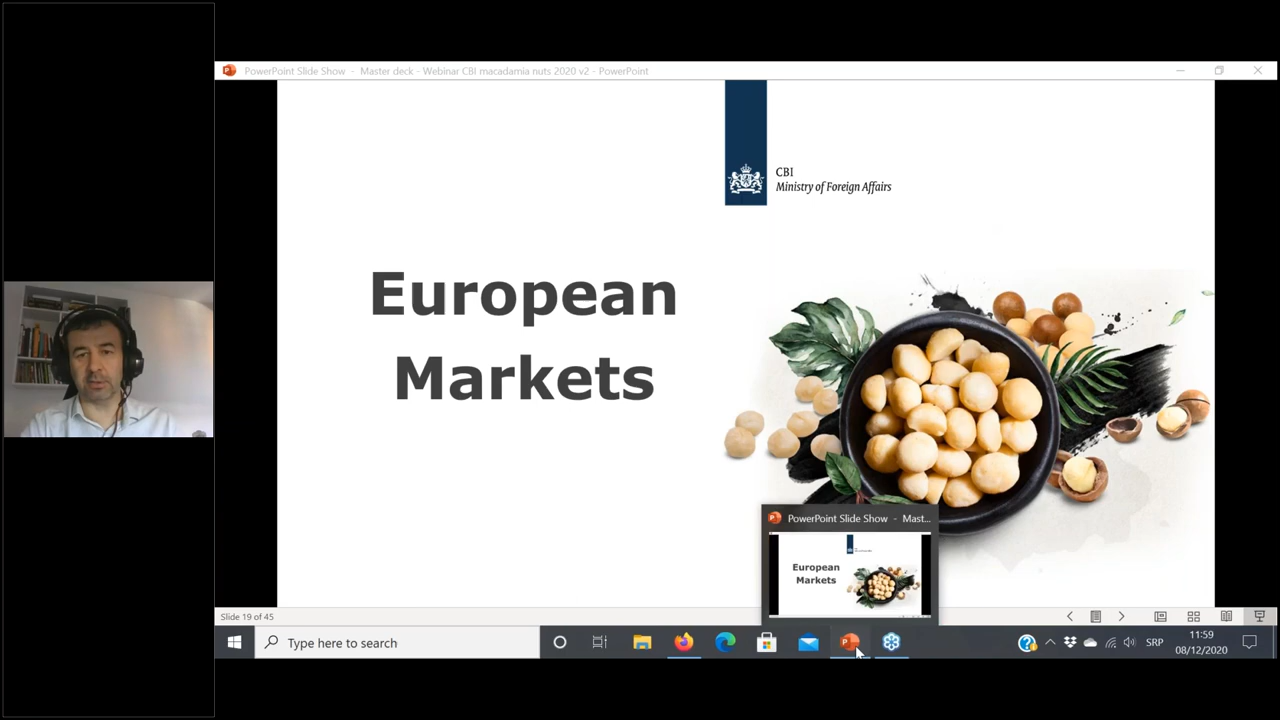 PowerPoint Slide Show - Master deck - Webinar CBI macadamia nuts 2020 v2 - PowerPoint
CBI
Ministry of Foreign Affairs
European
Markets
PowerPoint Slide Show - Mast...
European
Markets
Slide 19 of 45
Type here to search
SRP
11:59
08/12/2020